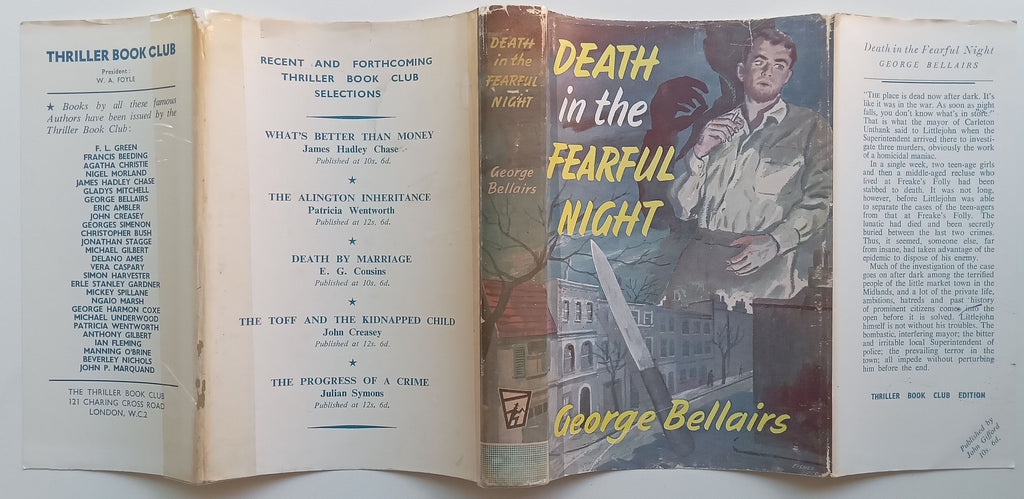 THRILLER BOOK CLUB
President:
W. A. FOYLE
★ Books by all these famous
Authors have been issued by the
Thriller Book Club:
F. L. GREEN
FRANCIS BEEDING
AGATHA CHRISTIE
NIGEL MORLAND
JAMES HADLEY CHASE
GLADYS MITCHELL
GEORGE BELLAIRS
ERIC AMBLER
JOHN CREASEY
GEORGES SIMENON
CHRISTOPHER BUSH
JONATHAN STAGGE
MICHAEL GILBERT
DELANO AMES
VERA CASPARY
SIMON HARVESTER
ERLE STANLEY GARDNER
MICKEY SPILLANE
NGAIO MARSH
GEORGE HARMON COXE
MICHAEL UNDERWOOD
PATRICIA WENTWORTH
ANTHONY GILBERT
IAN FLEMING
MANNING O'BRINE
BEVERLEY NICHOLS
JOHN P. MARQUAND
THE THRILLER BOOK CLUB
121 CHARING CROSS ROAD
LONDON, W.C.2
RECENT AND FORTHCOMING
THRILLER BOOK CLUB
SELECTIONS
WHAT'S BETTER THAN MONEY
James Hadley Chase
Published at 10s. 6d.
★
THE ALINGTON INHERITANCE
Patricia Wentworth
Published at 12s. 6d.
★
DEATH BY MARRIAGE
E. G. Cousins
Published at 10s. 6d.
★
THE TOFF AND THE KIDNAPPED CHILD
John Creasey
Published at 12s. 6d.
★
THE PROGRESS OF A CRIME
Julian Symons
Published at 12s. 6d.
DEATH
in the
FEARFUL
NIGHT
George
Bellairs
DEATH
in the
FEARFUL
NIGHT
George Bellairs
Death in the Fearful Night
GEORGE BELLAIRS
"THE place is dead now after dark. It's
like it was in the war. As soon as night
falls, you don't know what's in store."
That is what the mayor of Carleton
Unthank said to Littlejohn when the
Superintendent arrived there to invest-
igate three murders, obviously the work
of a homicidal maniac.
In a single week, two teen-age girls
and then a middle-aged recluse who
lived at Freake's Folly had been
stabbed to death. It was not long,
however, before Littlejohn was able
to separate the cases of the teen-agers
from that at Freake's Folly. The
lunatic had died and been secretly
buried between the last two crimes.
Thus, it seemed, someone else, far
from insane, had taken advantage of the
epidemic to dispose of his enemy.
Much of the investigation of the case
goes on after dark among the terrified
people of the little market town in the
Midlands, and a lot of the private life,
ambitions, hatreds and past history
of prominent citizens comes into the
open before it is solved. Littlejohn
himself is not without his troubles. The
bombastic, interfering mayor; the bitter
and irritable local Superintendent of
police; the prevailing terror in the
town; all impede without perturbing
him before the end.
THRILLER BOOK CLUB EDITION
Published by
John Gifford
10s. 6d.